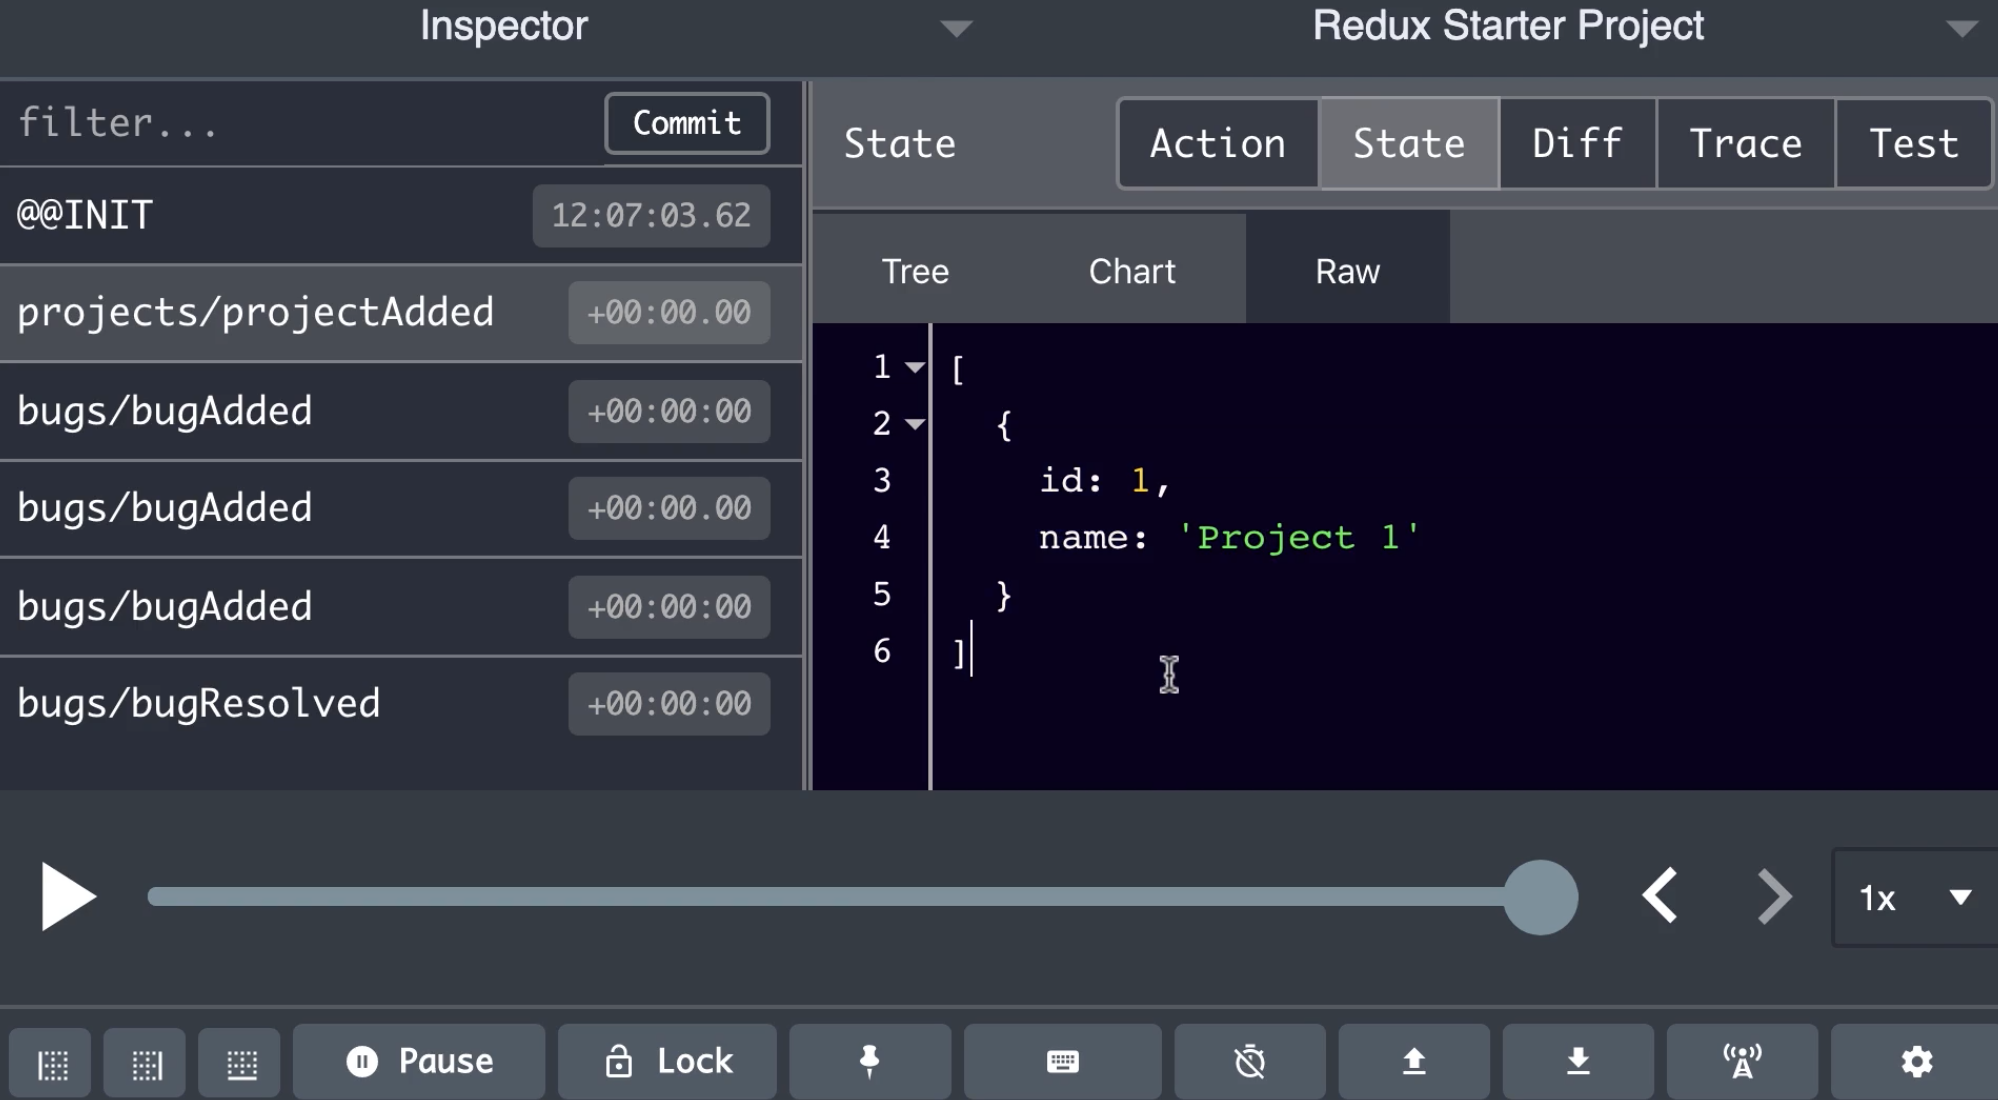 Inspector
Redux Starter Project
filter...
Commit
@@INIT
12:07:03.62
projects/projectAdded
+00:00.00
bugs/bugAdded
+00:00:00
bugs/bugAdded
+00:00.00
bugs/bugAdded
+00:00:00
bugs/bugResolved
+00:00:00
State
Action
State
Diff
Trace
Test
Tree
Chart
Raw
1 [
2 {
3 id: 1,
4 name: 'Project 1'
5 }
6 ]
1x
Pause
Lock